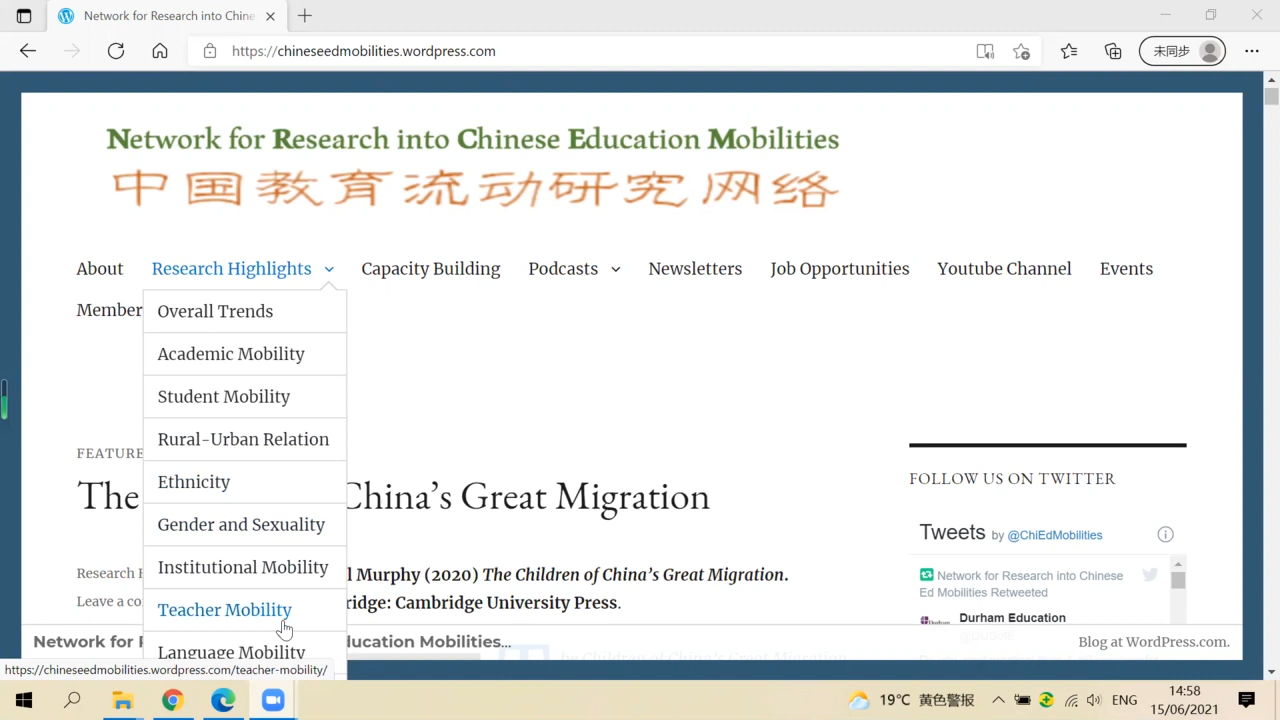 Network for Research into Chine
https://chineseedmobilities.wordpress.com
未同步
Network for Research into Chinese Education Mobilities
中国教育流动研究网络
About Research Highlights Capacity Building Podcasts Newsletters Job Opportunities Youtube Channel Events
Member
Overall Trends
Academic Mobility
Student Mobility
Rural-Urban Relation
Ethnicity
Gender and Sexuality
Institutional Mobility
Teacher Mobility
Language Mobility
FEATURE
The China's Great Migration
Research H l Murphy (2020) The Children of China's Great Migration.
Leave a co ridge: Cambridge University Press.
by Children of China's Great Migration
FOLLOW US ON TWITTER
Tweets by @ChiEdMobilities
Network for Research into Chinese
Ed Mobilities Retweeted
Durham Education
Network for F ducation Mobilities...
Blog at WordPress.com.
https://chineseedmobilities.wordpress.com/teacher-mobility/
19°C 黄色警报 ENG 14:58
15/06/2021